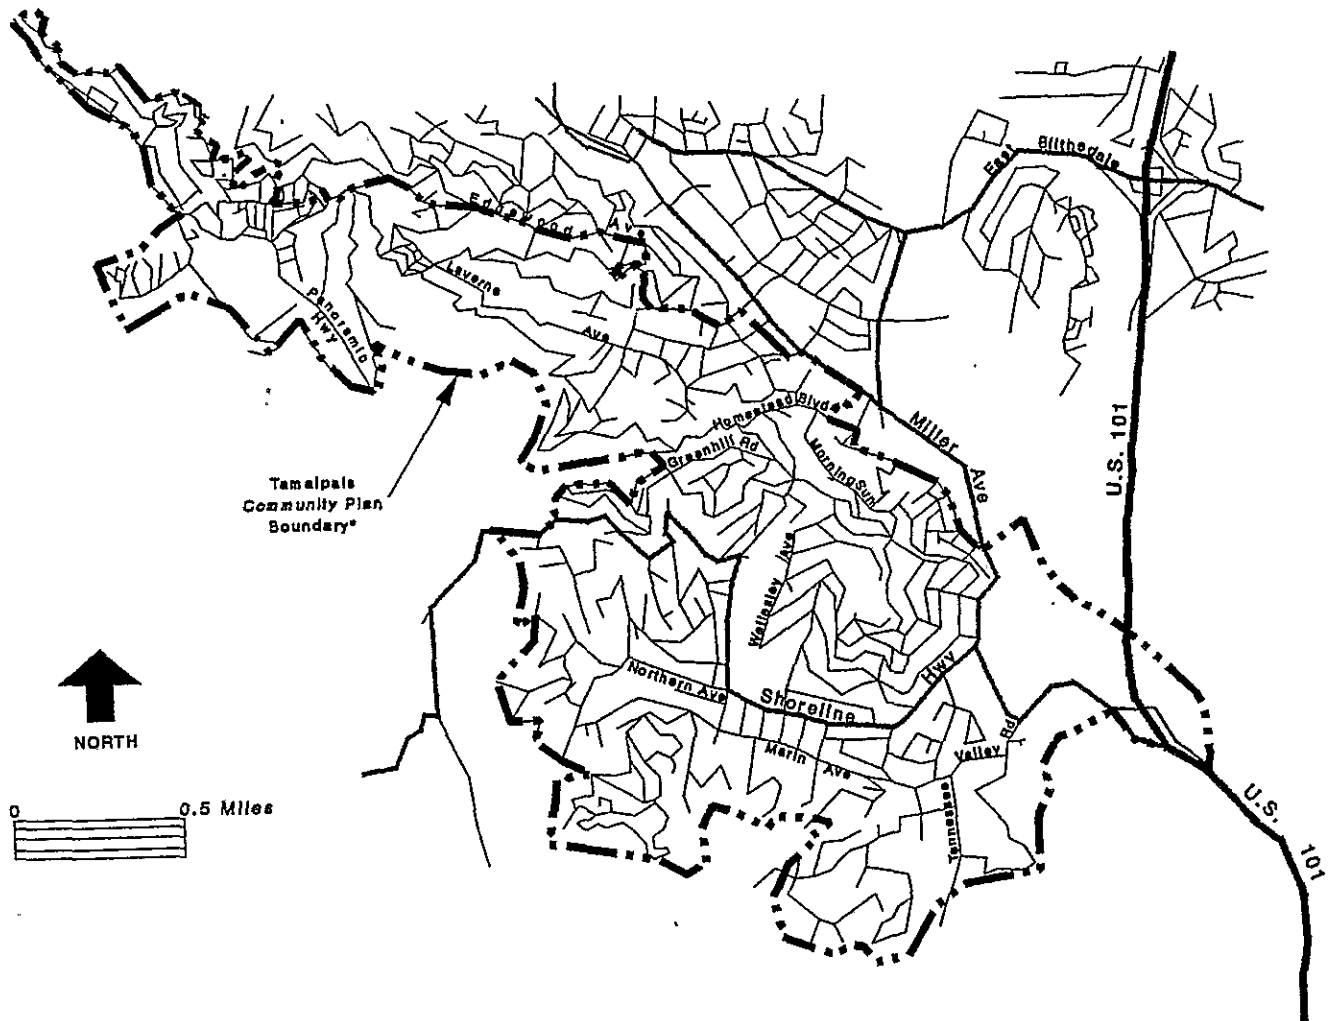 East Blithedale
Edgewood Ave
Laverne
Ave
Panaramic
Hwy
Homestead Blvd
Miller
Ave
Greenhill Rd
Morning Sun
U.S. 101
Tamalpais
Community Plan
Boundary*
Wellesley Ave
Northern Ave
Shoreline Hwy
Marin Ave
Valley Rd
Tennessee
NORTH
0 0.5 Miles
U.S. 101